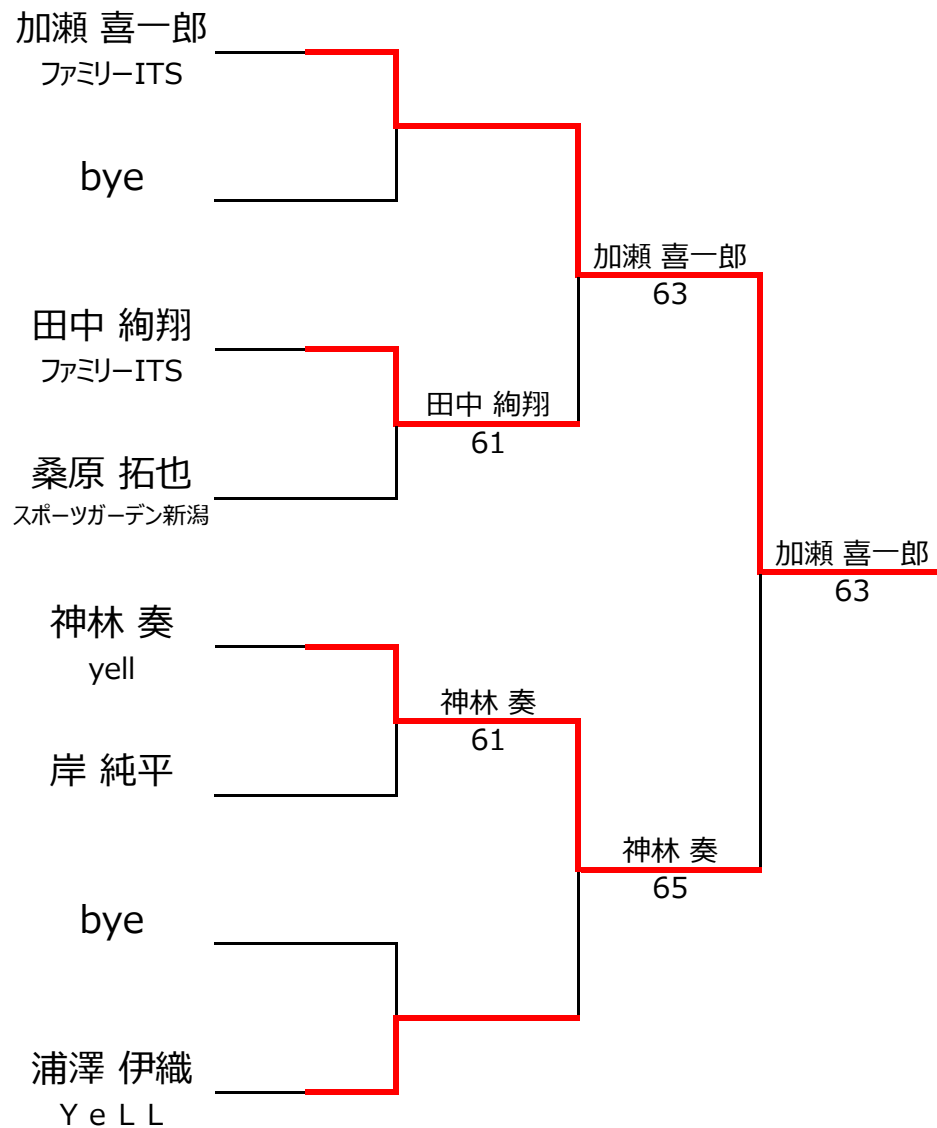 加瀬 喜一郎
ファミリーITS
bye
加瀬 喜一郎
63
田中 絢翔
ファミリーITS
田中 絢翔
61
桑原 拓也
スポーツガーデン新潟
加瀬 喜一郎
63
神林 奏
yell
神林 奏
61
岸 純平
神林 奏
65
bye
浦澤 伊織
ＹｅＬＬ